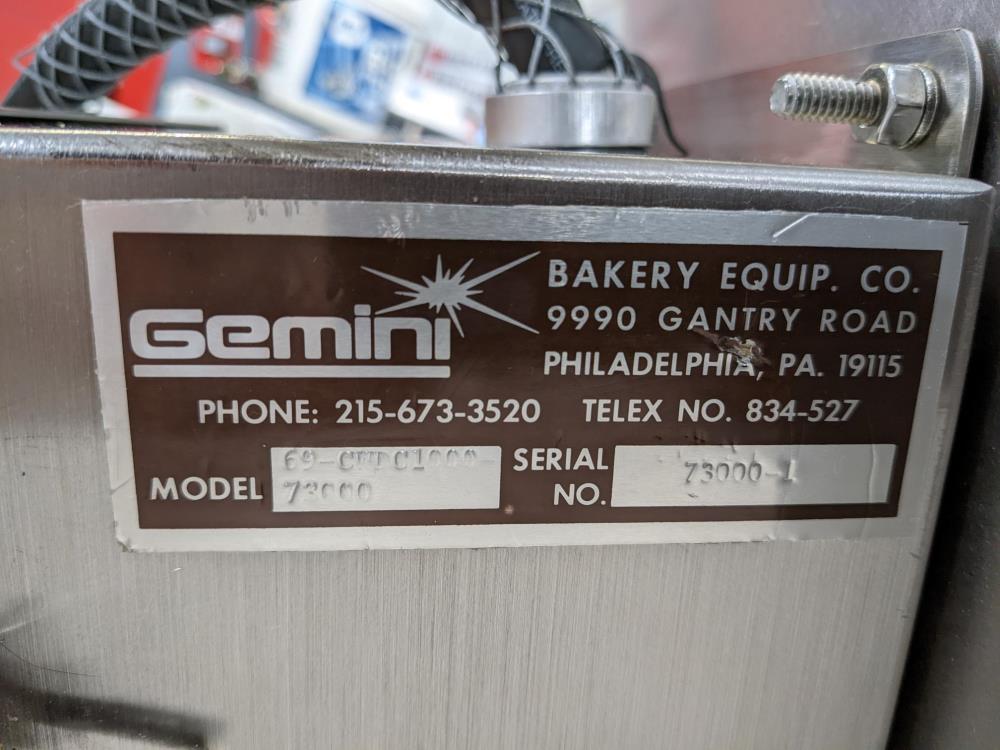 Gemini
BAKERY EQUIP. CO.
9990 GANTRY ROAD
PHILADELPHIA, PA. 19115
PHONE: 215-673-3520 TELEX NO. 834-527
MODEL
73000
SERIAL NO. 73000-1